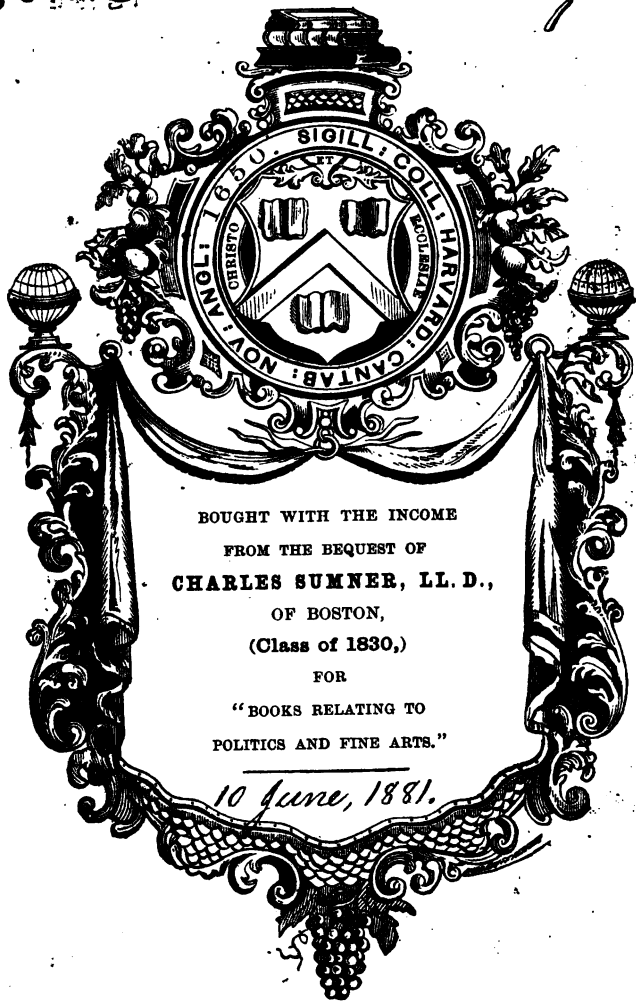 SIGILL: COLL: HARVARD: CANTAB: NOV: ANGL: 1650.
CHRISTO
ET
ECCLESIAE
BOUGHT WITH THE INCOME
FROM THE BEQUEST OF
CHARLES SUMNER, LL. D.,
OF BOSTON,
(Class of 1830,)
FOR
"BOOKS RELATING TO
POLITICS AND FINE ARTS."
10 June, 1881.